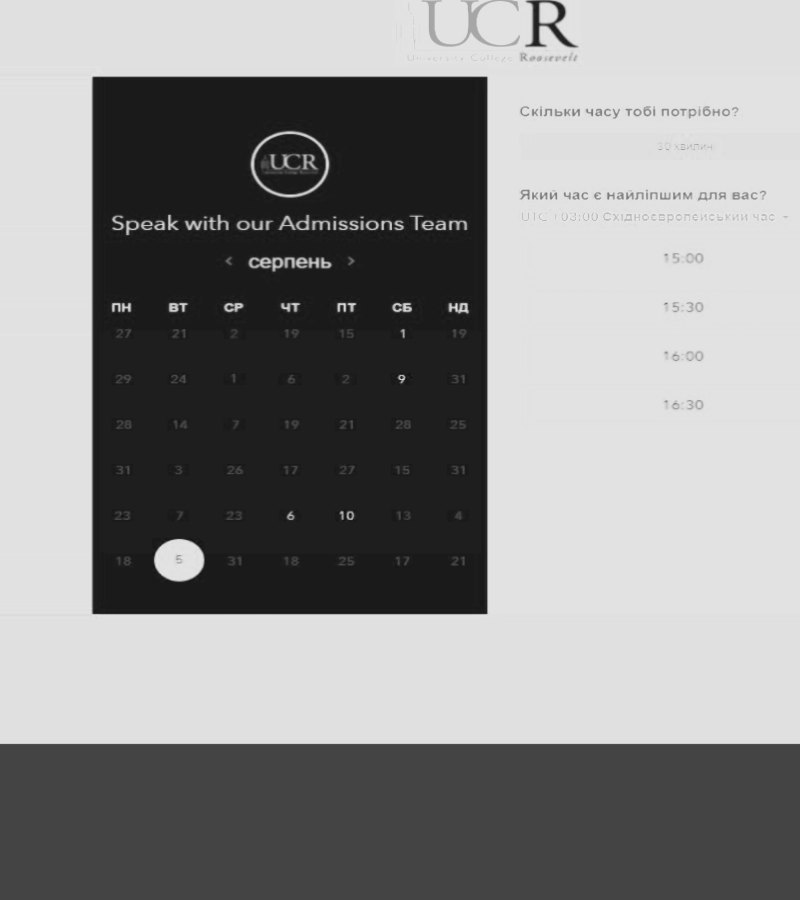 UCR
University College Roosevelt
UCR
Speak with our Admissions Team
< серпень >
ПН ВТ СР ЧТ ПТ СБ НД
27 21 2 19 15 1 19
29 24 1 6 2 9 31
28 14 7 19 21 28 25
31 3 26 17 27 15 31
23 7 23 6 10 13 4
18 5 31 18 25 17 21
Скільки часу тобі потрібно?
30 хвилин
Який час є найліпшим для вас?
UTC +03:00 Східноєвропейський час
15:00
15:30
16:00
16:30